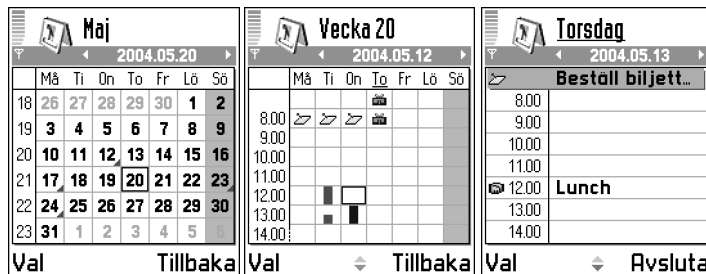 Maj
2004.05.20
Må Ti On To Fr Lö Sö
18 26 27 28 29 30 1 2
19 3 4 5 6 7 8 9
20 10 11 12 13 14 15 16
21 17 18 19 20 21 22 23
22 24 25 26 27 28 29 30
23 31 1 2 3 4 5 6
Val Tillbaka
Vecka 20
2004.05.12
Må Ti On To Fr Lö Sö
8.00
9.00
10.00
11.00
12.00
13.00
14.00
Val Tillbaka
Torsdag
2004.05.13
Beställ biljett...
8.00
9.00
10.00
11.00
12.00 Lunch
13.00
14.00
Val Avsluta